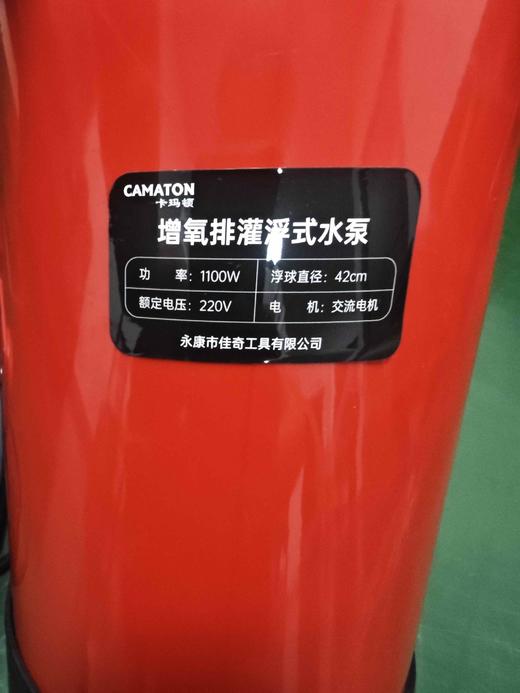 CAMATON
卡玛顿
增氧排灌浮式水泵
功 率：1100W 浮球直径：42cm
额定电压：220V 电 机：交流电机
永康市佳奇工具有限公司